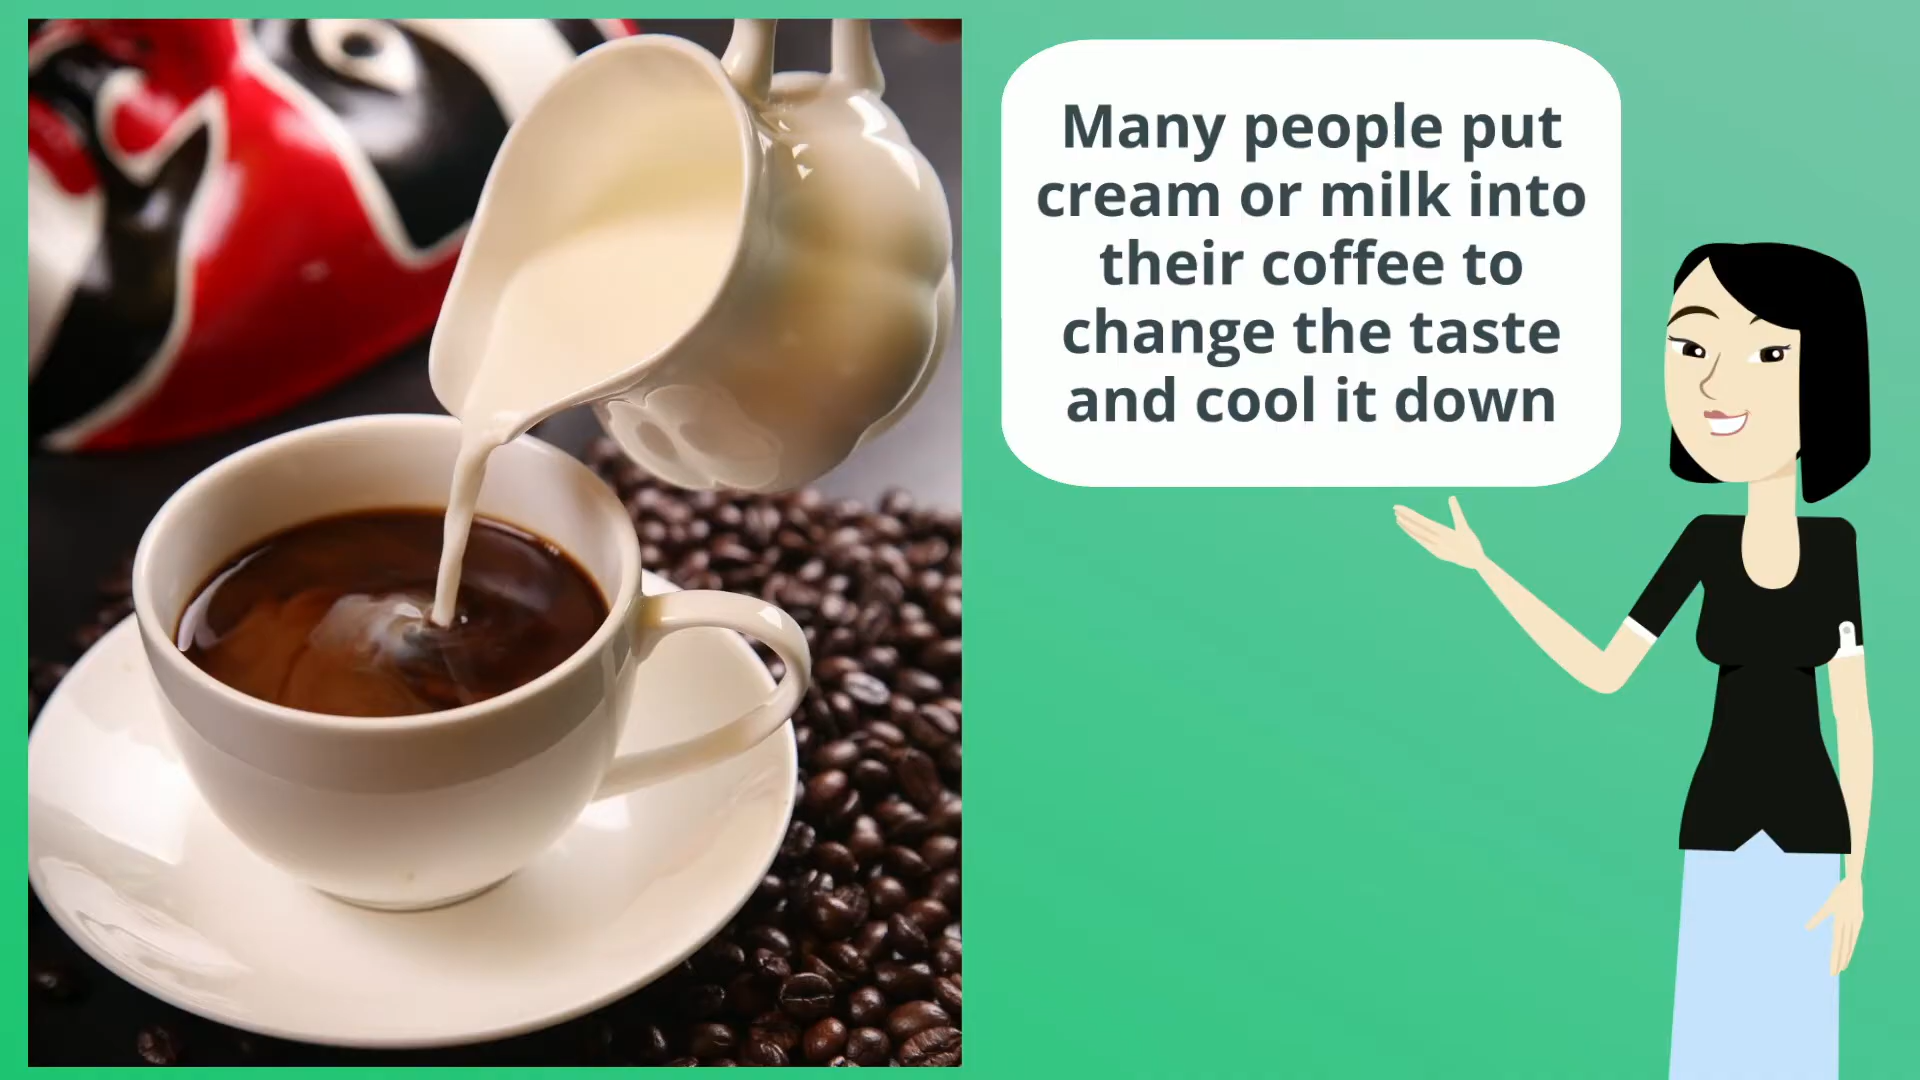 Many people put
cream or milk into
their coffee to
change the taste
and cool it down